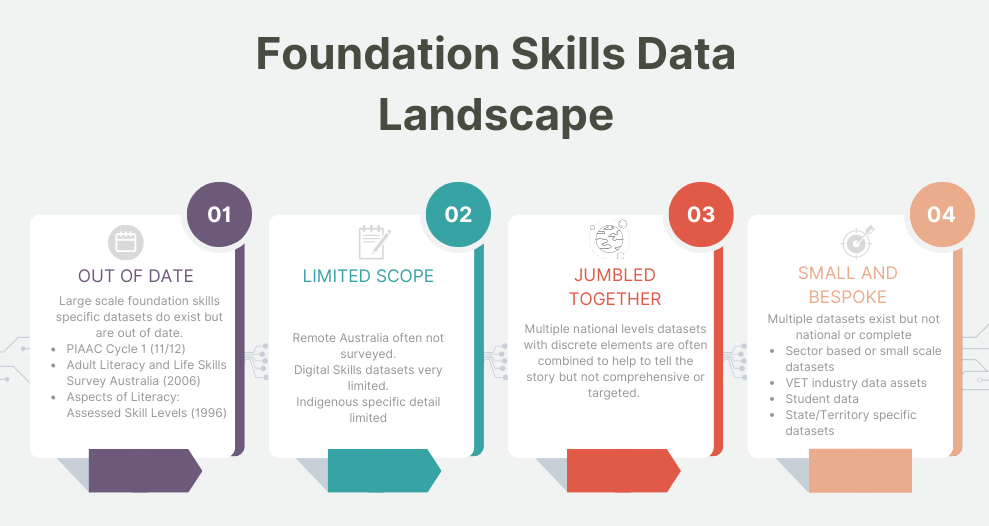 Foundation Skills Data
Landscape
01
OUT OF DATE
Large scale foundation skills
specific datasets do exist but
are out of date.
• PIAAC Cycle 1 (11/12)
• Adult Literacy and Life Skills
Survey Australia (2006)
• Aspects of Literacy:
Assessed Skill Levels (1996)
02
LIMITED SCOPE
Remote Australia often not
surveyed.
Digital Skills datasets very
limited.
Indigenous specific detail
limited
03
JUMBLED
TOGETHER
Multiple national levels datasets
with discrete elements are often
combined to help to tell the
story but not comprehensive or
targeted.
04
SMALL AND
BESPOKE
Multiple datasets exist but not
national or complete
• Sector based or small scale
datasets
• VET industry data assets
• Student data
• State/Territory specific
datasets